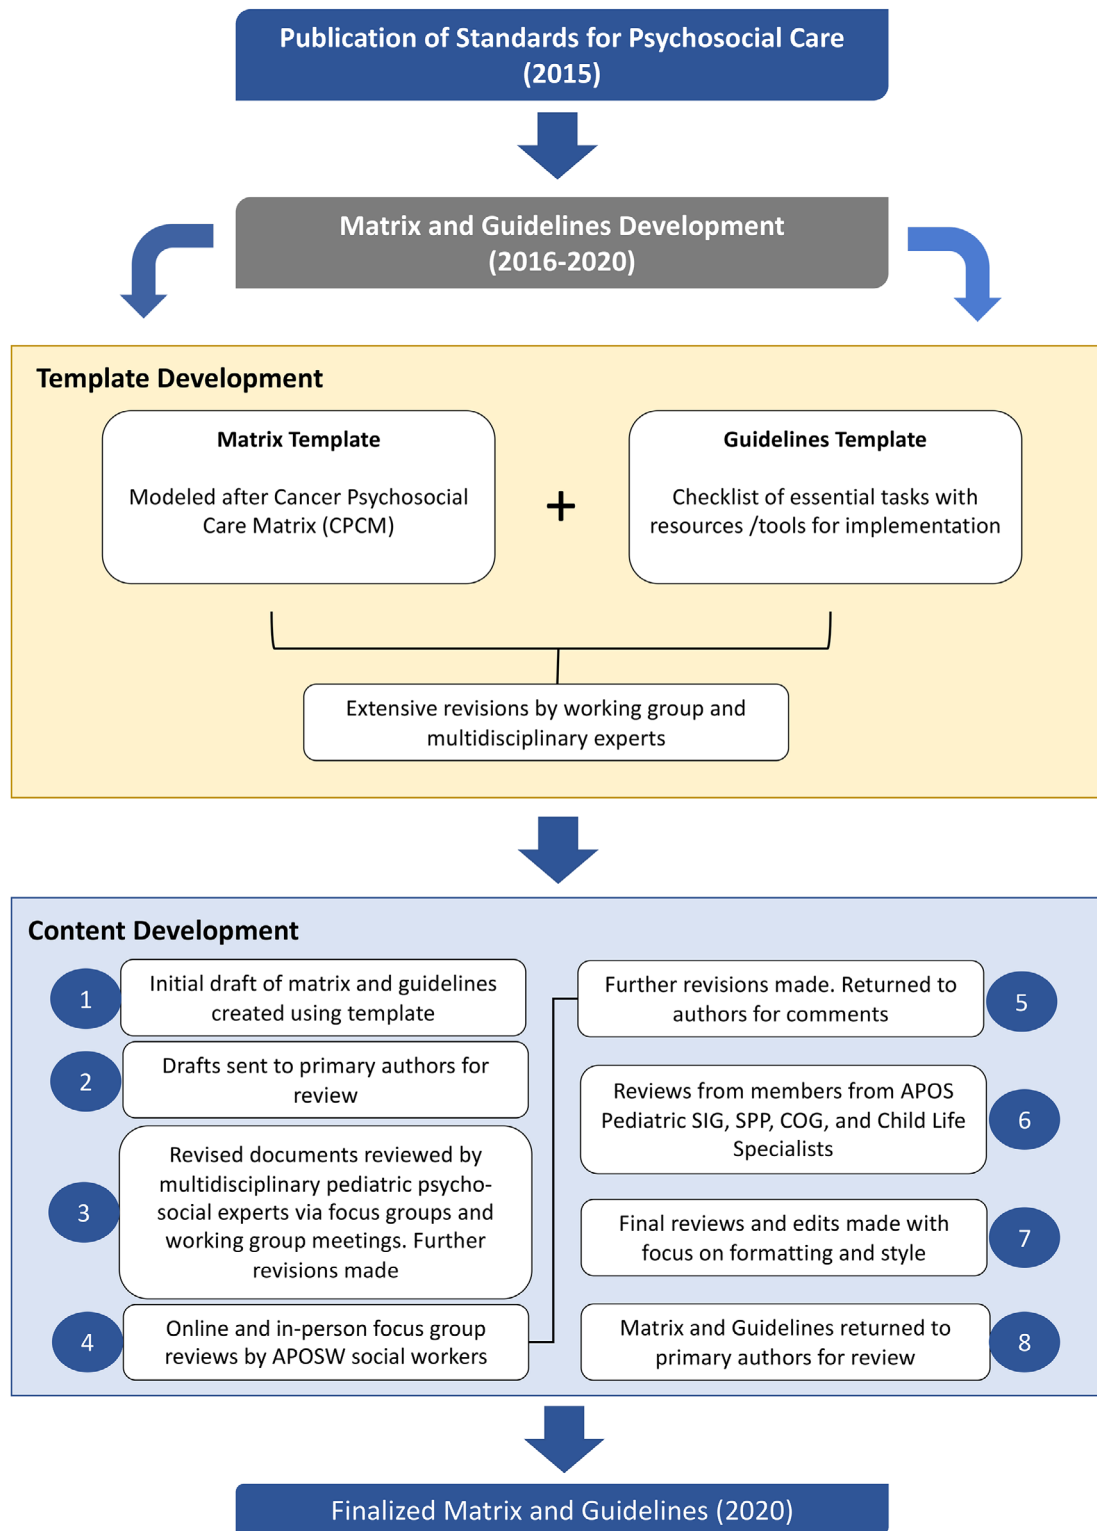 Publication of Standards for Psychosocial Care
(2015)
Matrix and Guidelines Development
(2016-2020)
Template Development
Matrix Template
Modeled after Cancer Psychosocial
Care Matrix (CPCM)
+
Guidelines Template
Checklist of essential tasks with
resources /tools for implementation
Extensive revisions by working group and
multidisciplinary experts
Content Development
1
Initial draft of matrix and guidelines
created using template
2
Drafts sent to primary authors for
review
3
Revised documents reviewed by
multidisciplinary pediatric psycho-
social experts via focus groups and
working group meetings. Further
revisions made
4
Online and in-person focus group
reviews by APOSW social workers
Further revisions made. Returned to
authors for comments
5
Reviews from members from APOS
Pediatric SIG, SPP, COG, and Child Life
Specialists
6
Final reviews and edits made with
focus on formatting and style
7
Matrix and Guidelines returned to
primary authors for review
8
Finalized Matrix and Guidelines (2020)